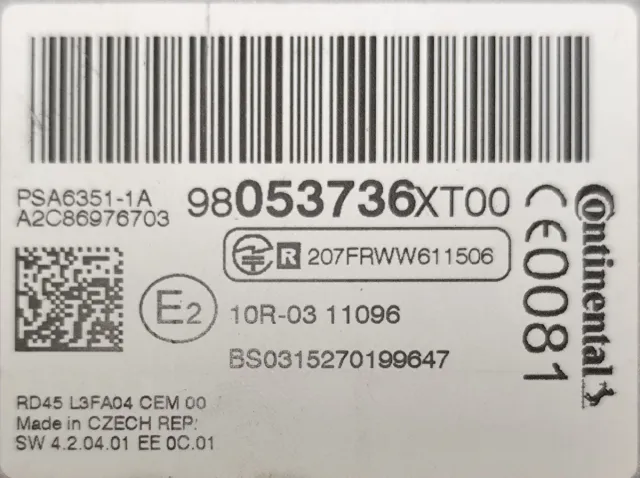 PSA6351-1A
A2C86976703
98053736XT00
R 207FRWW611506
E2
10R-03 11096
BS0315270199647
RD45 L3FA04 CEM 00
Made in CZECH REP.
SW 4.2.04.01 EE 0C.01
CE0081
Continental